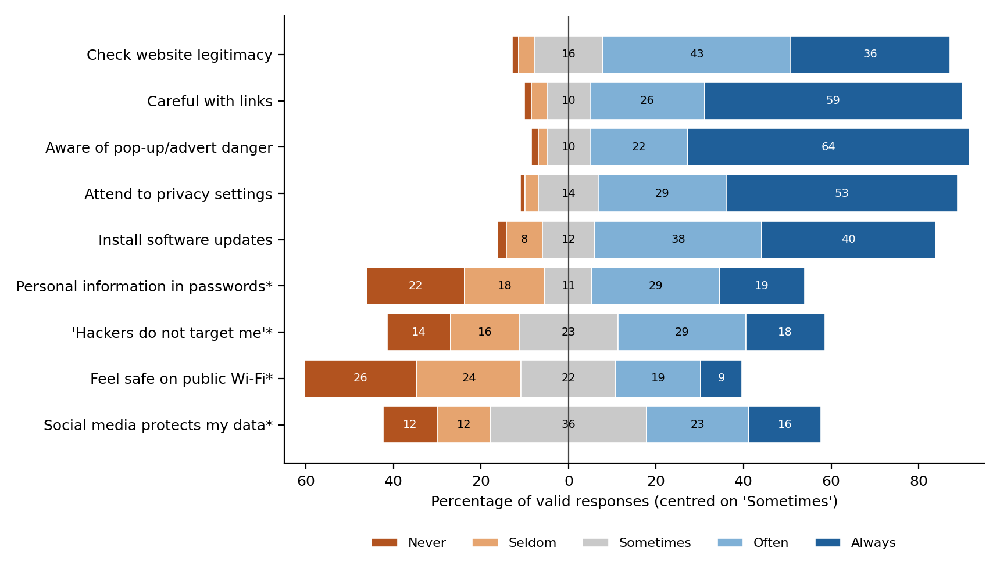 Check website legitimacy 16 43 36
Careful with links 10 26 59
Aware of pop-up/advert danger 10 22 64
Attend to privacy settings 14 29 53
Install software updates 8 12 38 40
Personal information in passwords* 22 18 11 29 19
'Hackers do not target me'* 14 16 23 29 18
Feel safe on public Wi-Fi* 26 24 22 19 9
Social media protects my data* 12 12 36 23 16
60 40 20 0 20 40 60 80
Percentage of valid responses (centred on 'Sometimes')
Never Seldom Sometimes Often Always